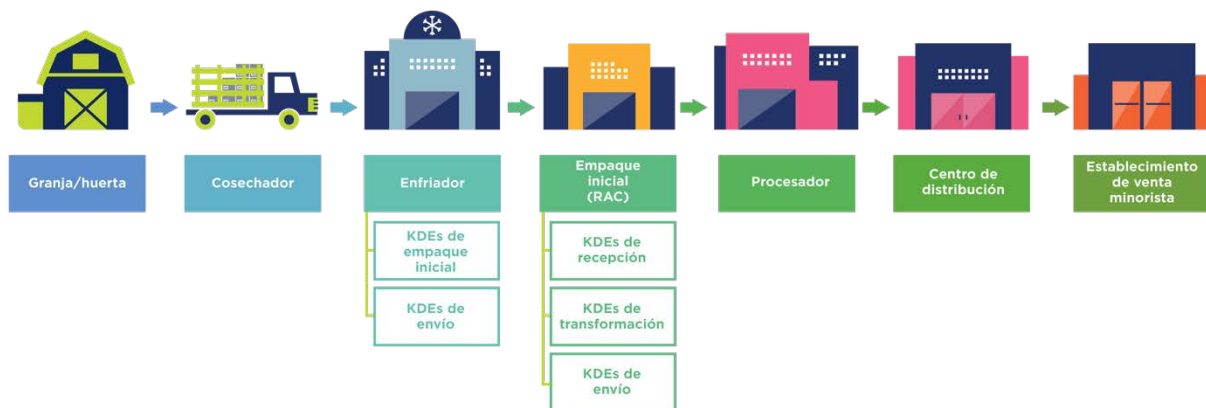 Granja/huerta
Cosechador
Enfriador
Empaque
inicial
(RAC)
Procesador
Centro de
distribución
Establecimiento
de venta
minorista
KDEs de
empaque
inicial
KDEs de
envío
KDEs de
recepción
KDEs de
transformación
KDEs de
envío